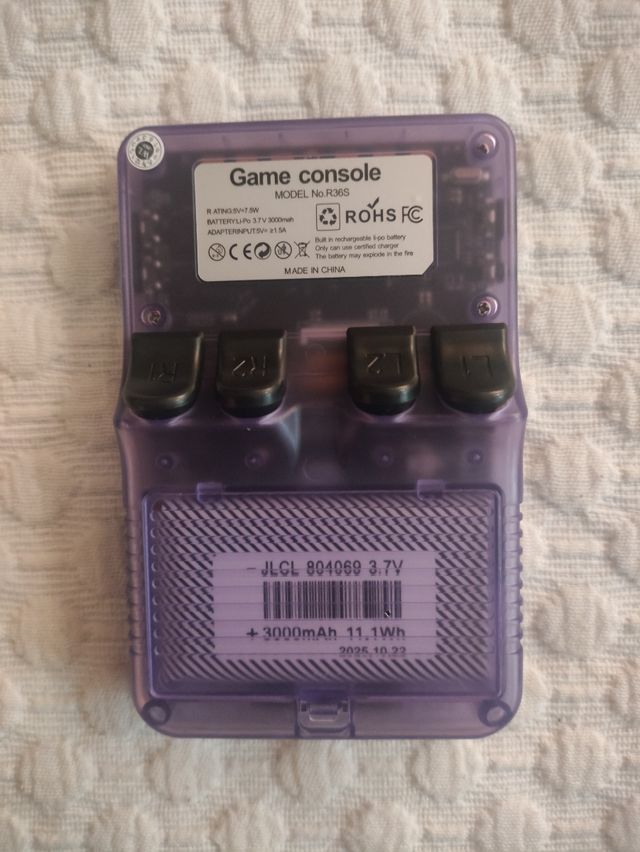 Game console
MODEL No.R36S
R ATING:5V=7.5W
BATTERY:Li-Po 3.7V 3000mah
ADAPTERINPUT:5V= ≥1.5A
ROHS FC
CE
Built in rechargeable li-po battery
Only can use certified charger
The battery may explode in the fire
MADE IN CHINA
R1 R2 L2 L1
- JLCL 804069 3.7V
+ 3000mAh 11.1Wh
2025.10.22